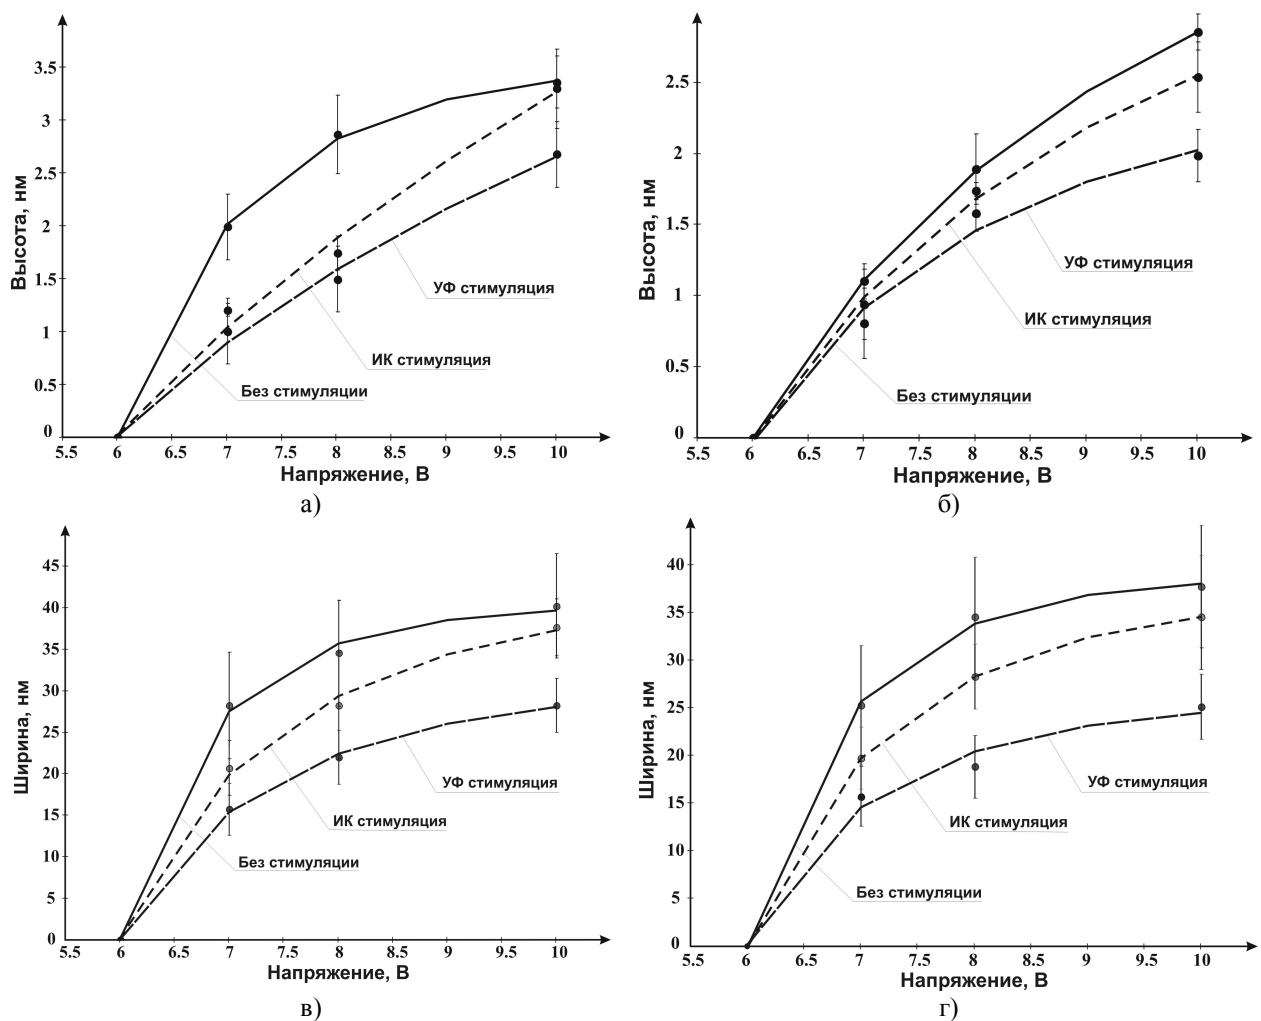 3.5
3
2.5
2
1.5
1
0.5
0
Высота, нм
УФ стимуляция
ИК стимуляция
Без стимуляции
5.5 6 6.5 7 7.5 8 8.5 9 9.5 10
Напряжение, В
а)
2.5
2
1.5
1
0.5
0
Высота, нм
УФ стимуляция
ИК стимуляция
Без стимуляции
5.5 6 6.5 7 7.5 8 8.5 9 9.5 10
Напряжение, В
б)
45
40
35
30
25
20
15
10
5
0
Ширина, нм
УФ стимуляция
ИК стимуляция
Без стимуляции
5.5 6 6.5 7 7.5 8 8.5 9 9.5 10
Напряжение, В
в)
40
35
30
25
20
15
10
5
0
Ширина, нм
УФ стимуляция
ИК стимуляция
Без стимуляции
5.5 6 6.5 7 7.5 8 8.5 9 9.5 10
Напряжение, В
г)